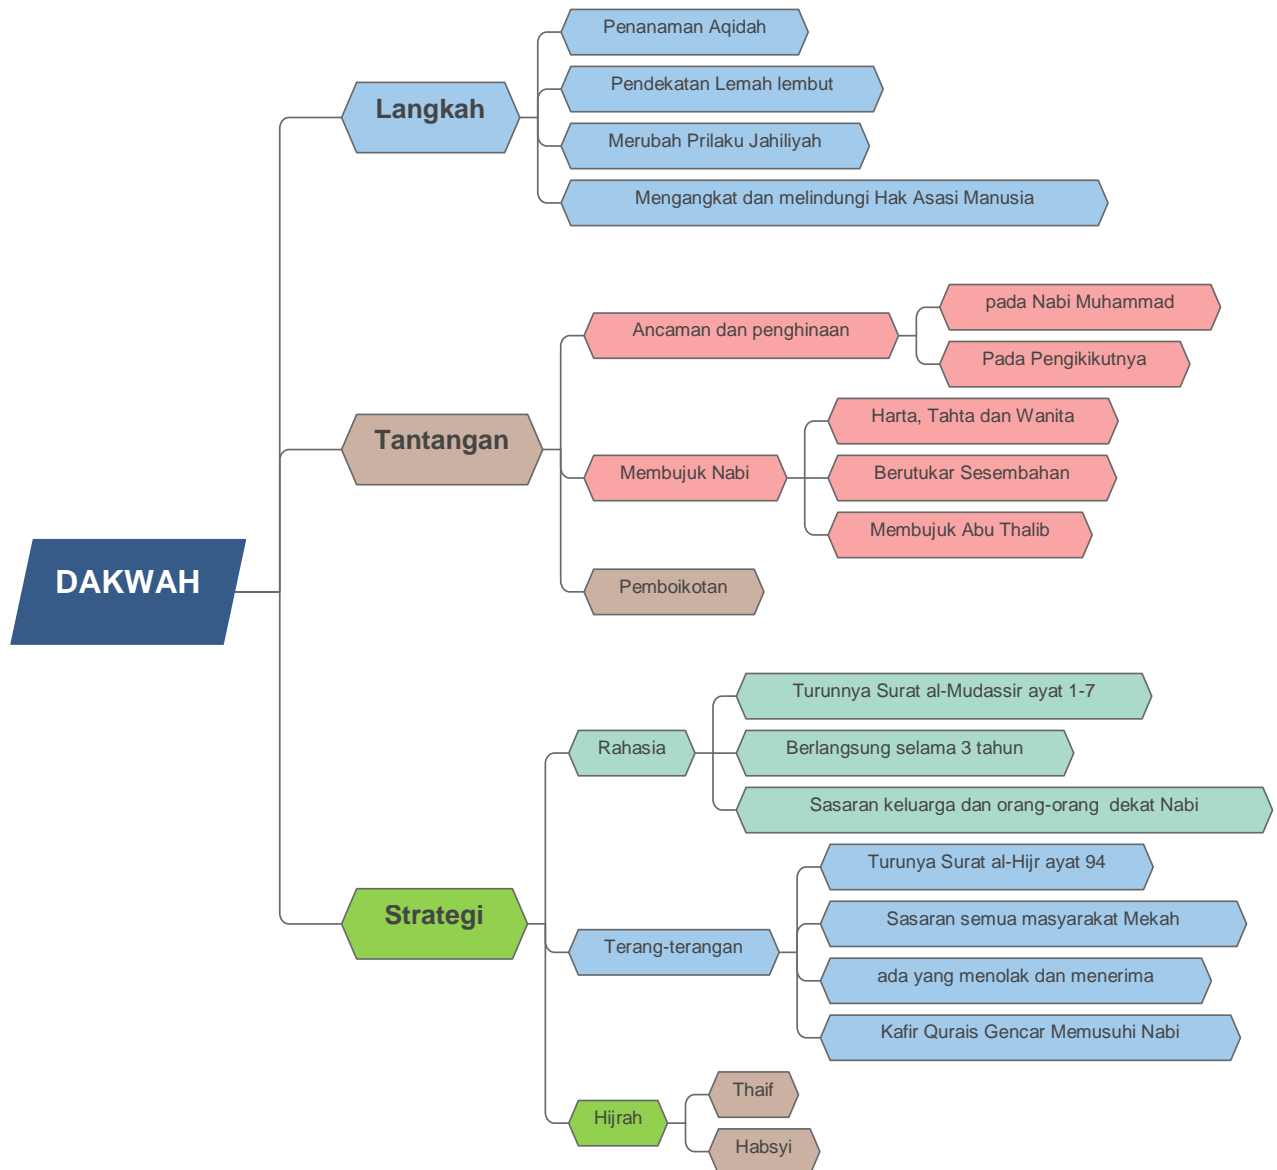 DAKWAH
Langkah
Penanaman Aqidah
Pendekatan Lemah lembut
Merubah Prilaku Jahiliyah
Mengangkat dan melindungi Hak Asasi Manusia
Tantangan
Ancaman dan penghinaan
pada Nabi Muhammad
Pada Pengikikutnya
Membujuk Nabi
Harta, Tahta dan Wanita
Berutukar Sesembahan
Membujuk Abu Thalib
Pemboikotan
Strategi
Rahasia
Turunnya Surat al-Mudassir ayat 1-7
Berlangsung selama 3 tahun
Sasaran keluarga dan orang-orang  dekat Nabi
Terang-terangan
Turunya Surat al-Hijr ayat 94
Sasaran semua masyarakat Mekah
ada yang menolak dan menerima
Kafir Qurais Gencar Memusuhi Nabi
Hijrah
Thaif
Habsyi